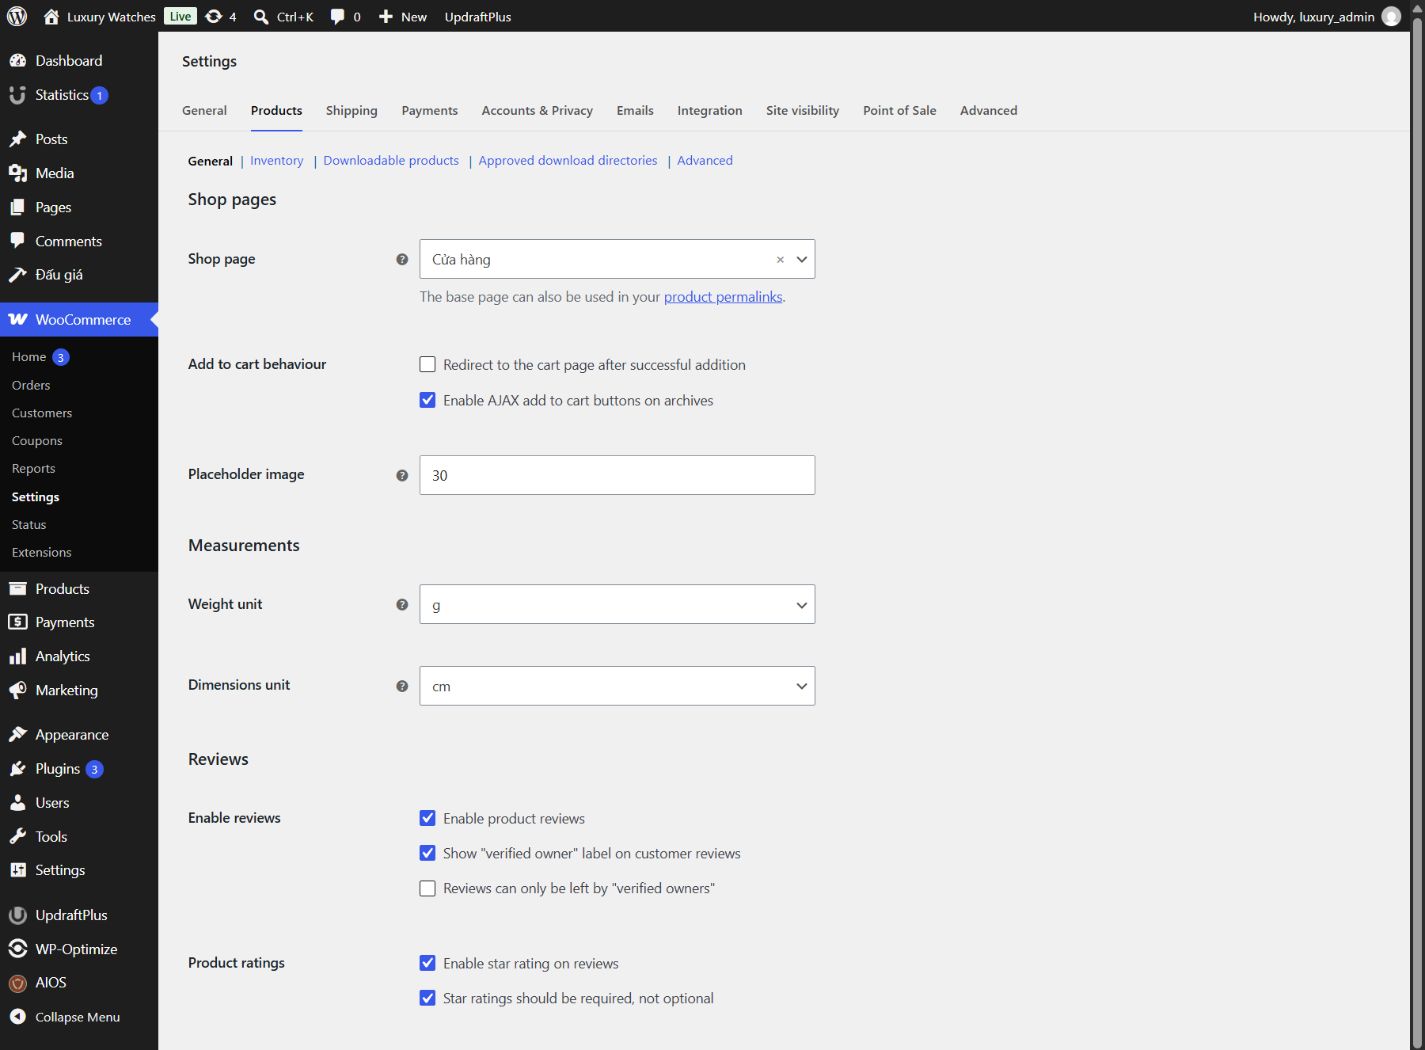 Luxury Watches Live 4 Ctrl+K 0 New UpdraftPlus Howdy, luxury_admin
Dashboard
Statistics 1
Posts
Media
Pages
Comments
Đấu giá
WooCommerce
Home 3
Orders
Customers
Coupons
Reports
Settings
Status
Extensions
Products
Payments
Analytics
Marketing
Appearance
Plugins 3
Users
Tools
Settings
UpdraftPlus
WP-Optimize
AIOS
Collapse Menu
Settings
General Products Shipping Payments Accounts & Privacy Emails Integration Site visibility Point of Sale Advanced
General | Inventory | Downloadable products | Approved download directories | Advanced
Shop pages
Shop page ? Cửa hàng ×
The base page can also be used in your product permalinks.
Add to cart behaviour Redirect to the cart page after successful addition
Enable AJAX add to cart buttons on archives
Placeholder image ? 30
Measurements
Weight unit ? g
Dimensions unit ? cm
Reviews
Enable reviews Enable product reviews
Show "verified owner" label on customer reviews
Reviews can only be left by "verified owners"
Product ratings Enable star rating on reviews
Star ratings should be required, not optional